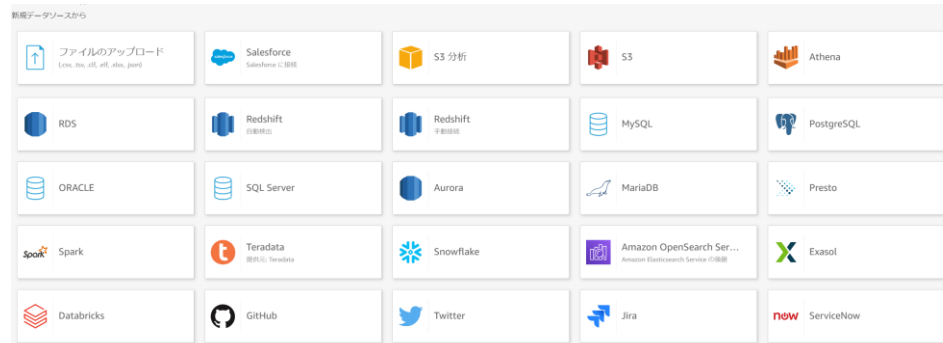 新規データソースから
ファイルのアップロード
(.csv, .tsv, .clf, .elf, .xlsx, .json)
Salesforce
Salesforce に接続
S3 分析
S3
Athena
RDS
Redshift
自動検出
Redshift
手動接続
MySQL
PostgreSQL
ORACLE
SQL Server
Aurora
MariaDB
Presto
Spark
Spark
Teradata
提供元: Teradata
Snowflake
Amazon OpenSearch Ser...
Amazon Elasticsearch Service の後継
Exasol
Databricks
GitHub
Twitter
Jira
now
ServiceNow